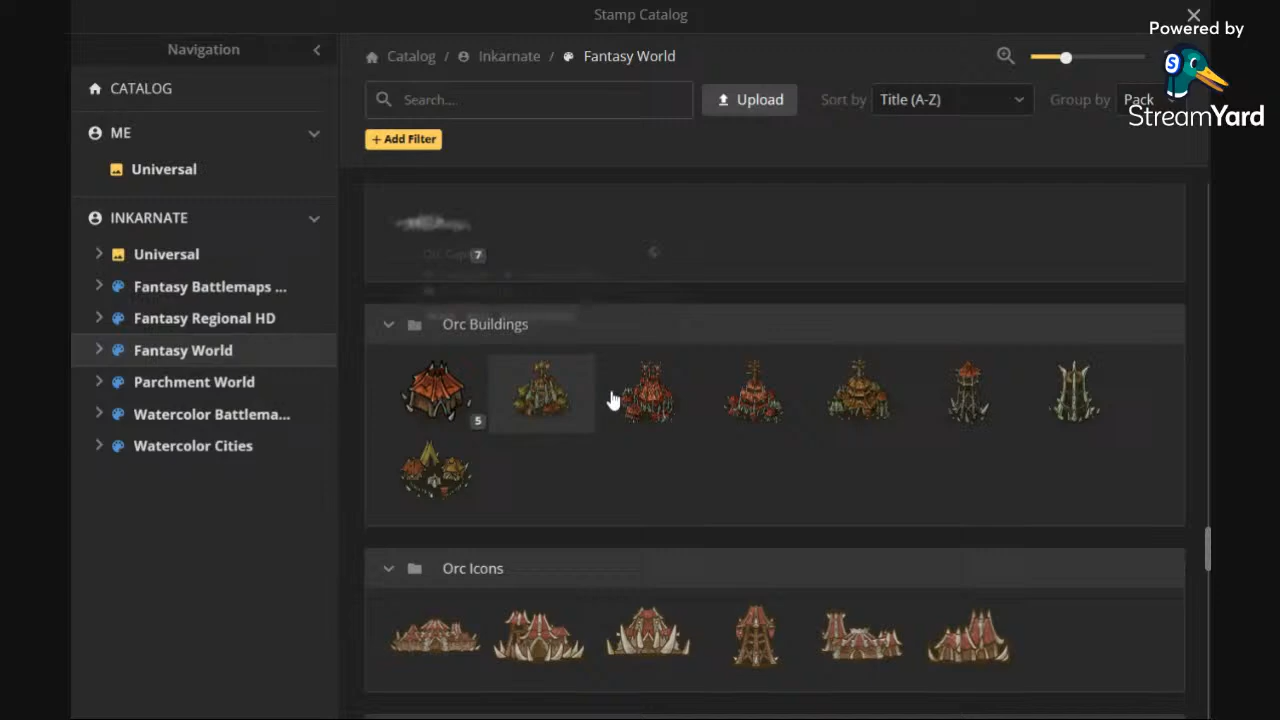 Stamp Catalog
Powered by
StreamYard
Navigation
Catalog / Inkarnate / Fantasy World
CATALOG
Search....
Upload
Sort by
Title (A-Z)
Group by
Pack
+ Add Filter
ME
Universal
INKARNATE
Universal
Fantasy Battlemaps ...
Fantasy Regional HD
Fantasy World
Parchment World
Watercolor Battlema...
Watercolor Cities
7
Orc Buildings
5
Orc Icons